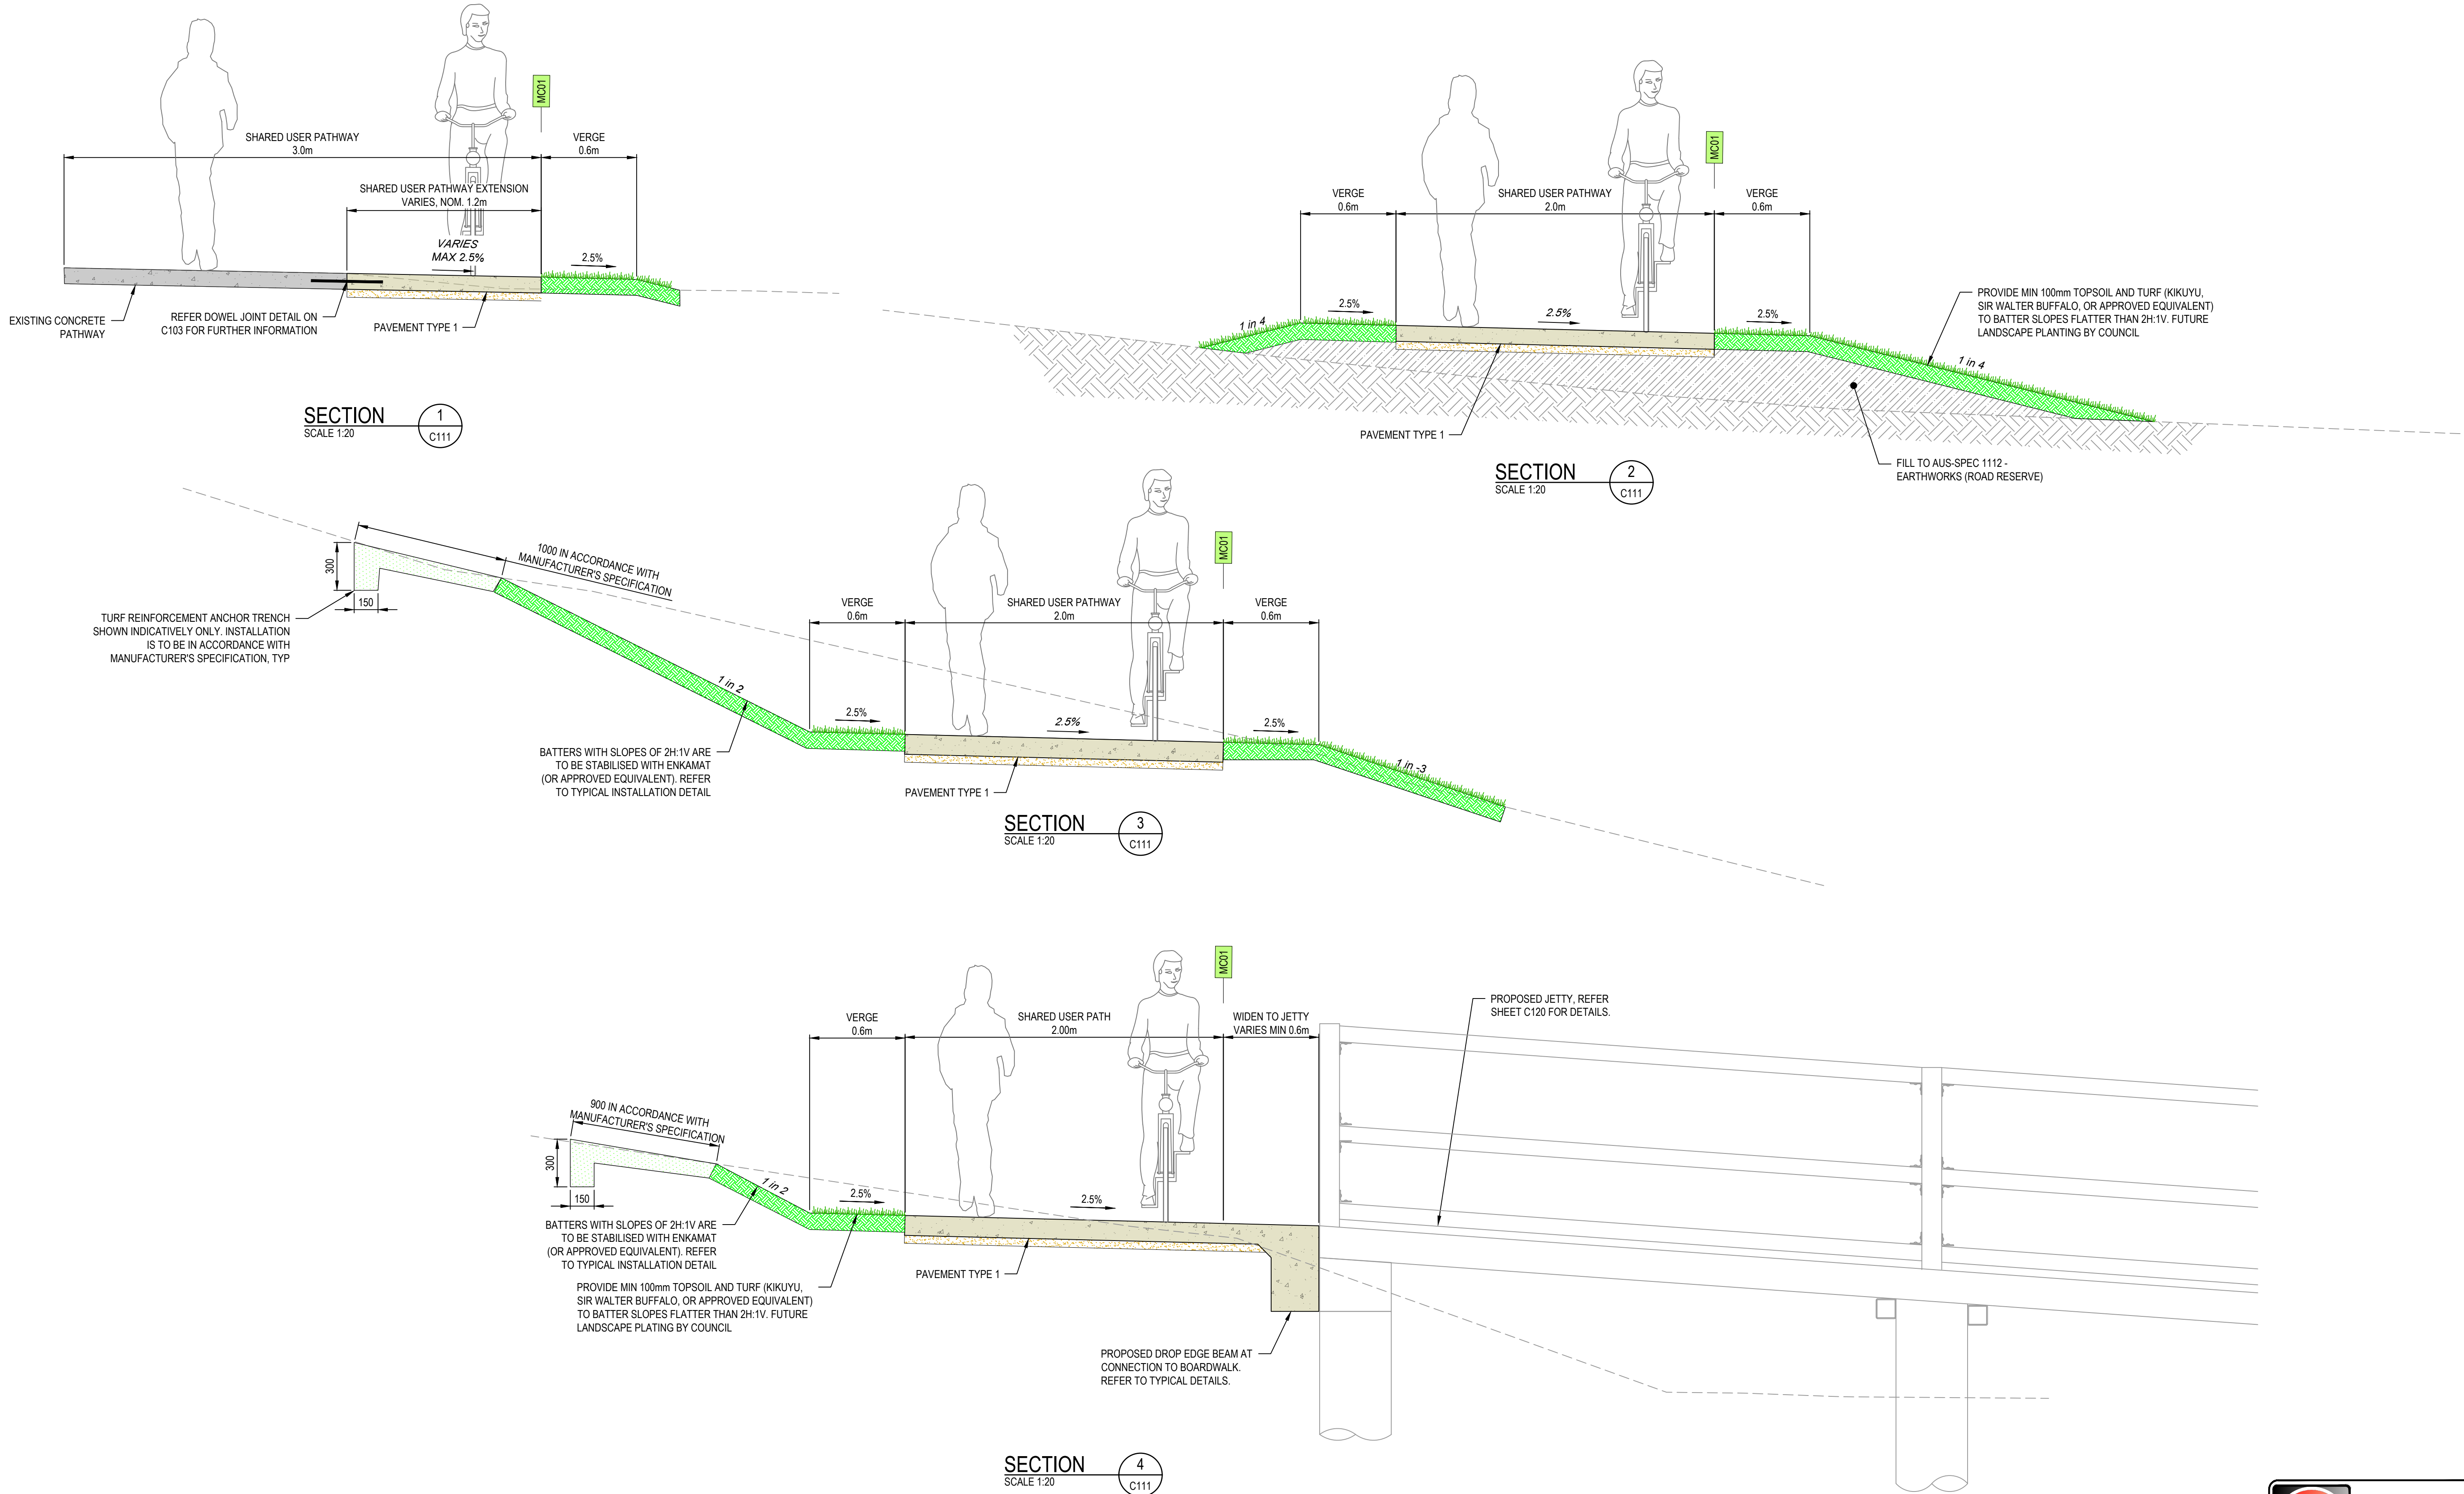 MC01
SHARED USER PATHWAY
3.0m
VERGE
0.6m
SHARED USER PATHWAY EXTENSION
VARIES, NOM. 1.2m
VARIES
MAX 2.5%
2.5%
EXISTING CONCRETE
PATHWAY
REFER DOWEL JOINT DETAIL ON
C103 FOR FURTHER INFORMATION
PAVEMENT TYPE 1
SECTION
SCALE 1:20
1
C111
MC01
VERGE
0.6m
SHARED USER PATHWAY
2.0m
VERGE
0.6m
1 in 4
2.5%
2.5%
2.5%
1 in 4
PROVIDE MIN 100mm TOPSOIL AND TURF (KIKUYU,
SIR WALTER BUFFALO, OR APPROVED EQUIVALENT)
TO BATTER SLOPES FLATTER THAN 2H:1V. FUTURE
LANDSCAPE PLANTING BY COUNCIL
PAVEMENT TYPE 1
FILL TO AUS-SPEC 1112 -
EARTHWORKS (ROAD RESERVE)
SECTION
SCALE 1:20
2
C111
300
150
1000 IN ACCORDANCE WITH
MANUFACTURER'S SPECIFICATION
TURF REINFORCEMENT ANCHOR TRENCH
SHOWN INDICATIVELY ONLY. INSTALLATION
IS TO BE IN ACCORDANCE WITH
MANUFACTURER'S SPECIFICATION, TYP
MC01
VERGE
0.6m
SHARED USER PATHWAY
2.0m
VERGE
0.6m
1 in 2
2.5%
2.5%
2.5%
1 in -3
BATTERS WITH SLOPES OF 2H:1V ARE
TO BE STABILISED WITH ENKAMAT
(OR APPROVED EQUIVALENT). REFER
TO TYPICAL INSTALLATION DETAIL
PAVEMENT TYPE 1
SECTION
SCALE 1:20
3
C111
MC01
VERGE
0.6m
SHARED USER PATH
2.00m
WIDEN TO JETTY
VARIES MIN 0.6m
PROPOSED JETTY, REFER
SHEET C120 FOR DETAILS.
900 IN ACCORDANCE WITH
MANUFACTURER'S SPECIFICATION
300
150
1 in 2
2.5%
2.5%
BATTERS WITH SLOPES OF 2H:1V ARE
TO BE STABILISED WITH ENKAMAT
(OR APPROVED EQUIVALENT). REFER
TO TYPICAL INSTALLATION DETAIL
PROVIDE MIN 100mm TOPSOIL AND TURF (KIKUYU,
SIR WALTER BUFFALO, OR APPROVED EQUIVALENT)
TO BATTER SLOPES FLATTER THAN 2H:1V. FUTURE
LANDSCAPE PLATING BY COUNCIL
PAVEMENT TYPE 1
PROPOSED DROP EDGE BEAM AT
CONNECTION TO BOARDWALK.
REFER TO TYPICAL DETAILS.
SECTION
SCALE 1:20
4
C111